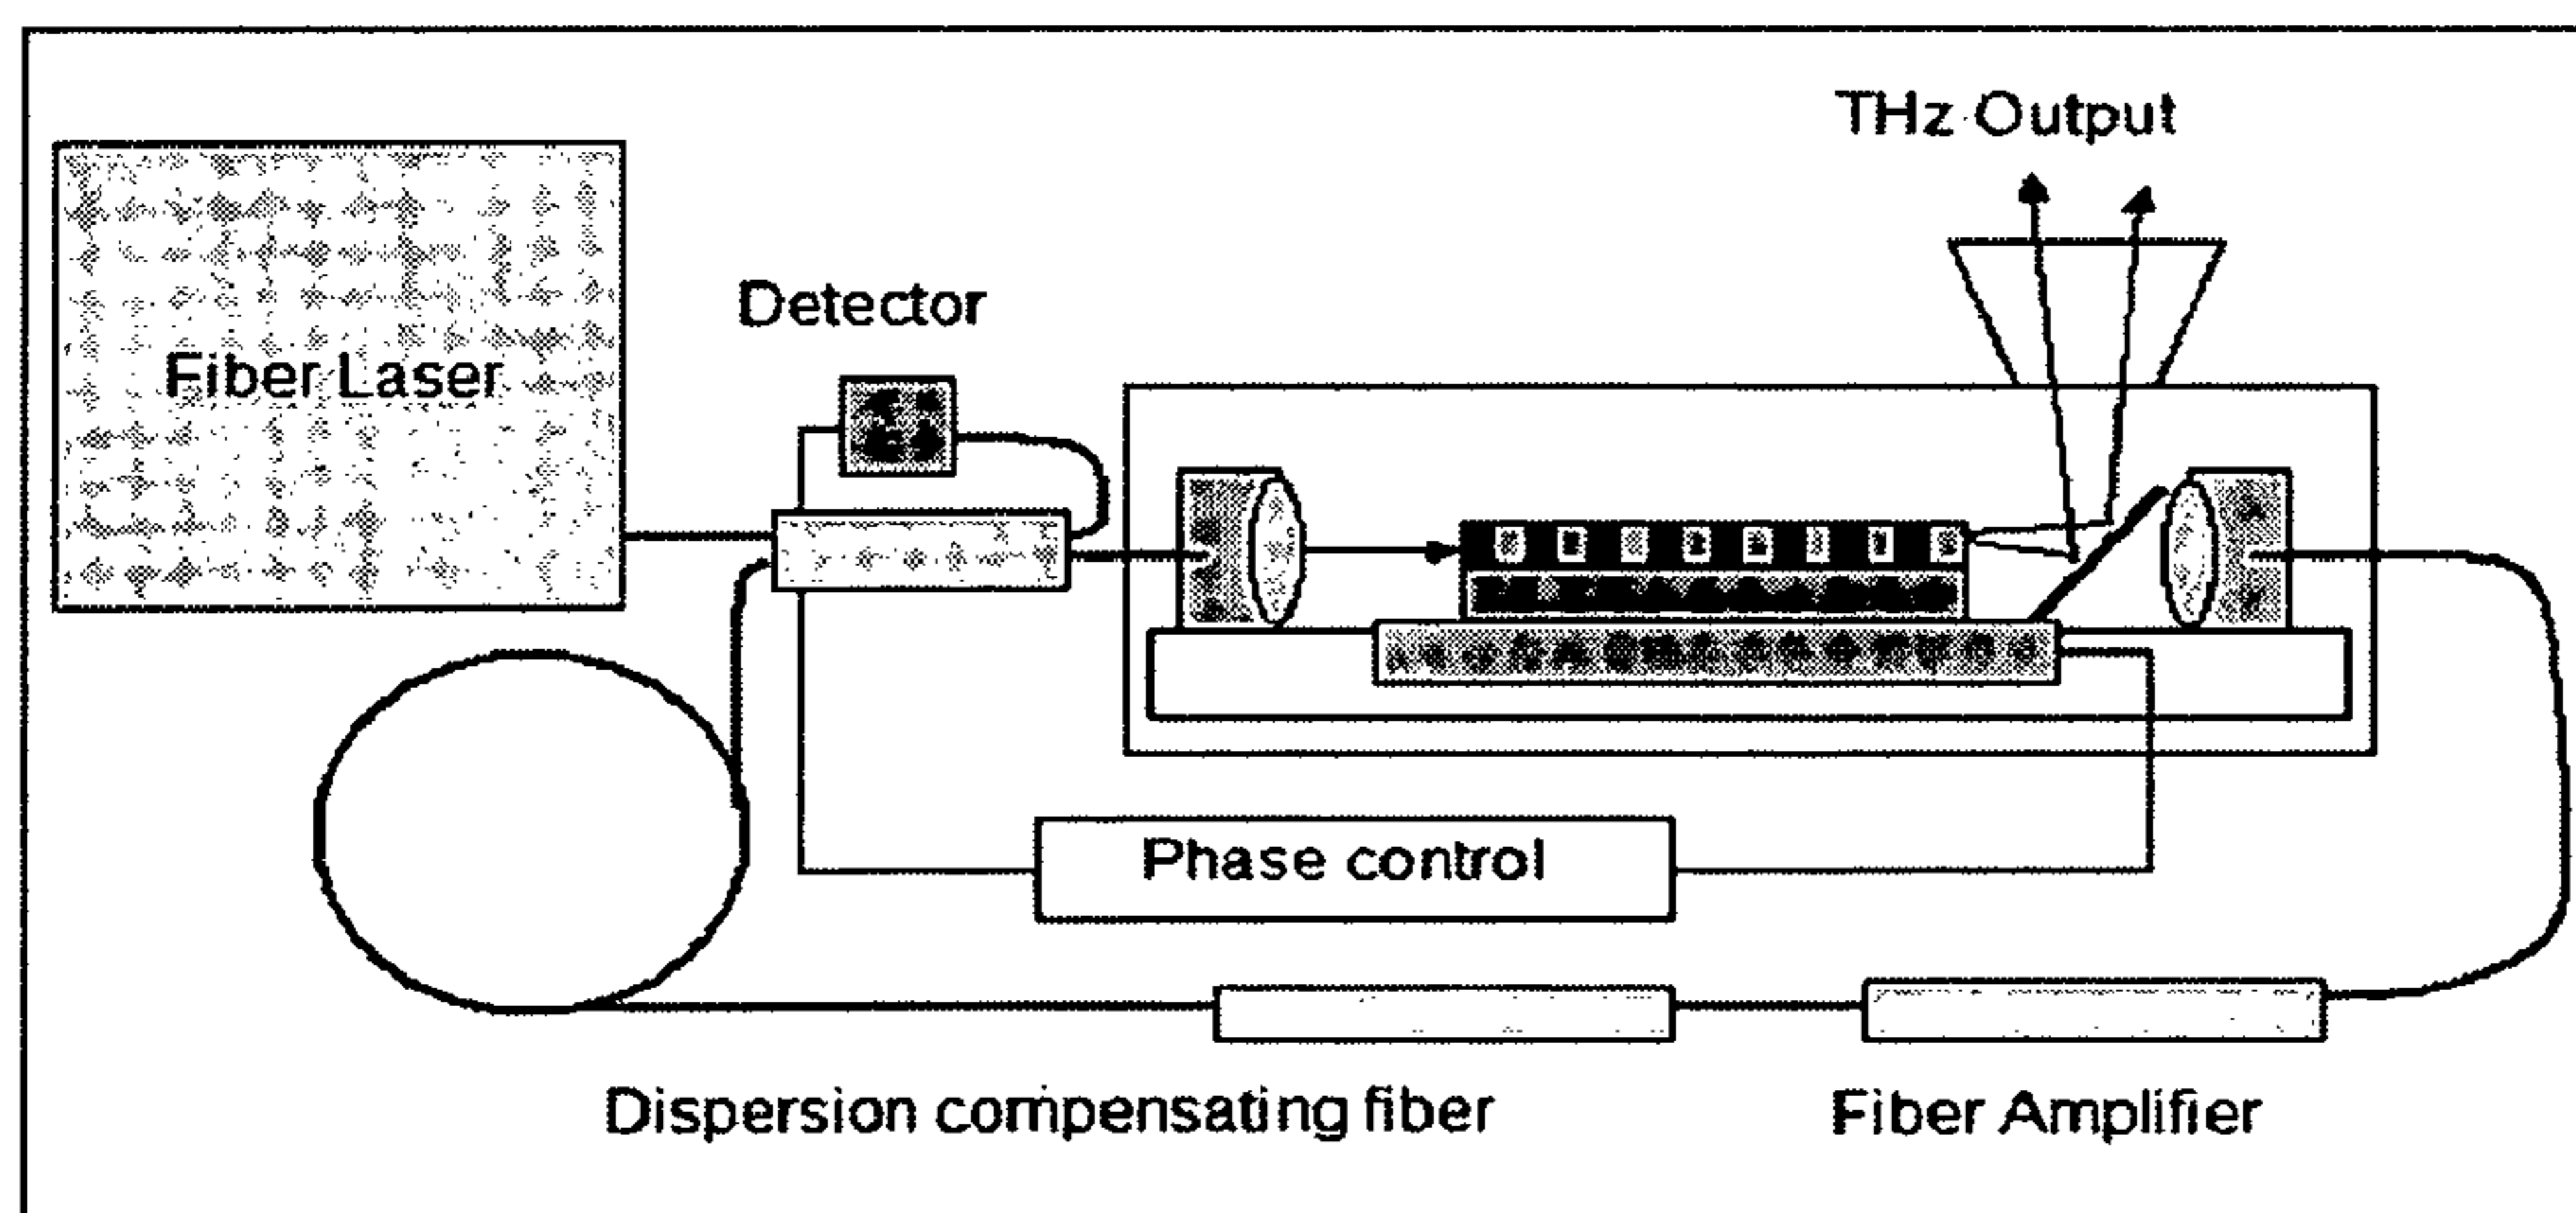 THz Output
Detector
Fiber Laser
Phase control
Dispersion compensating fiber
Fiber Amplifier